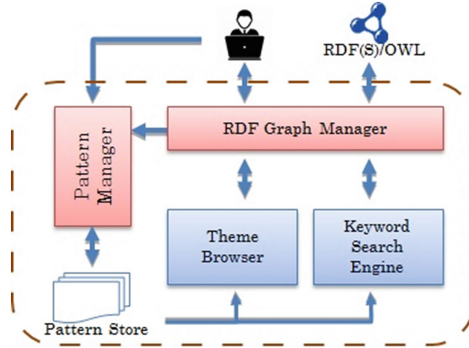 RDF(S)/OWL
Pattern
Manager
RDF Graph Manager
Theme
Browser
Keyword
Search
Engine
Pattern Store